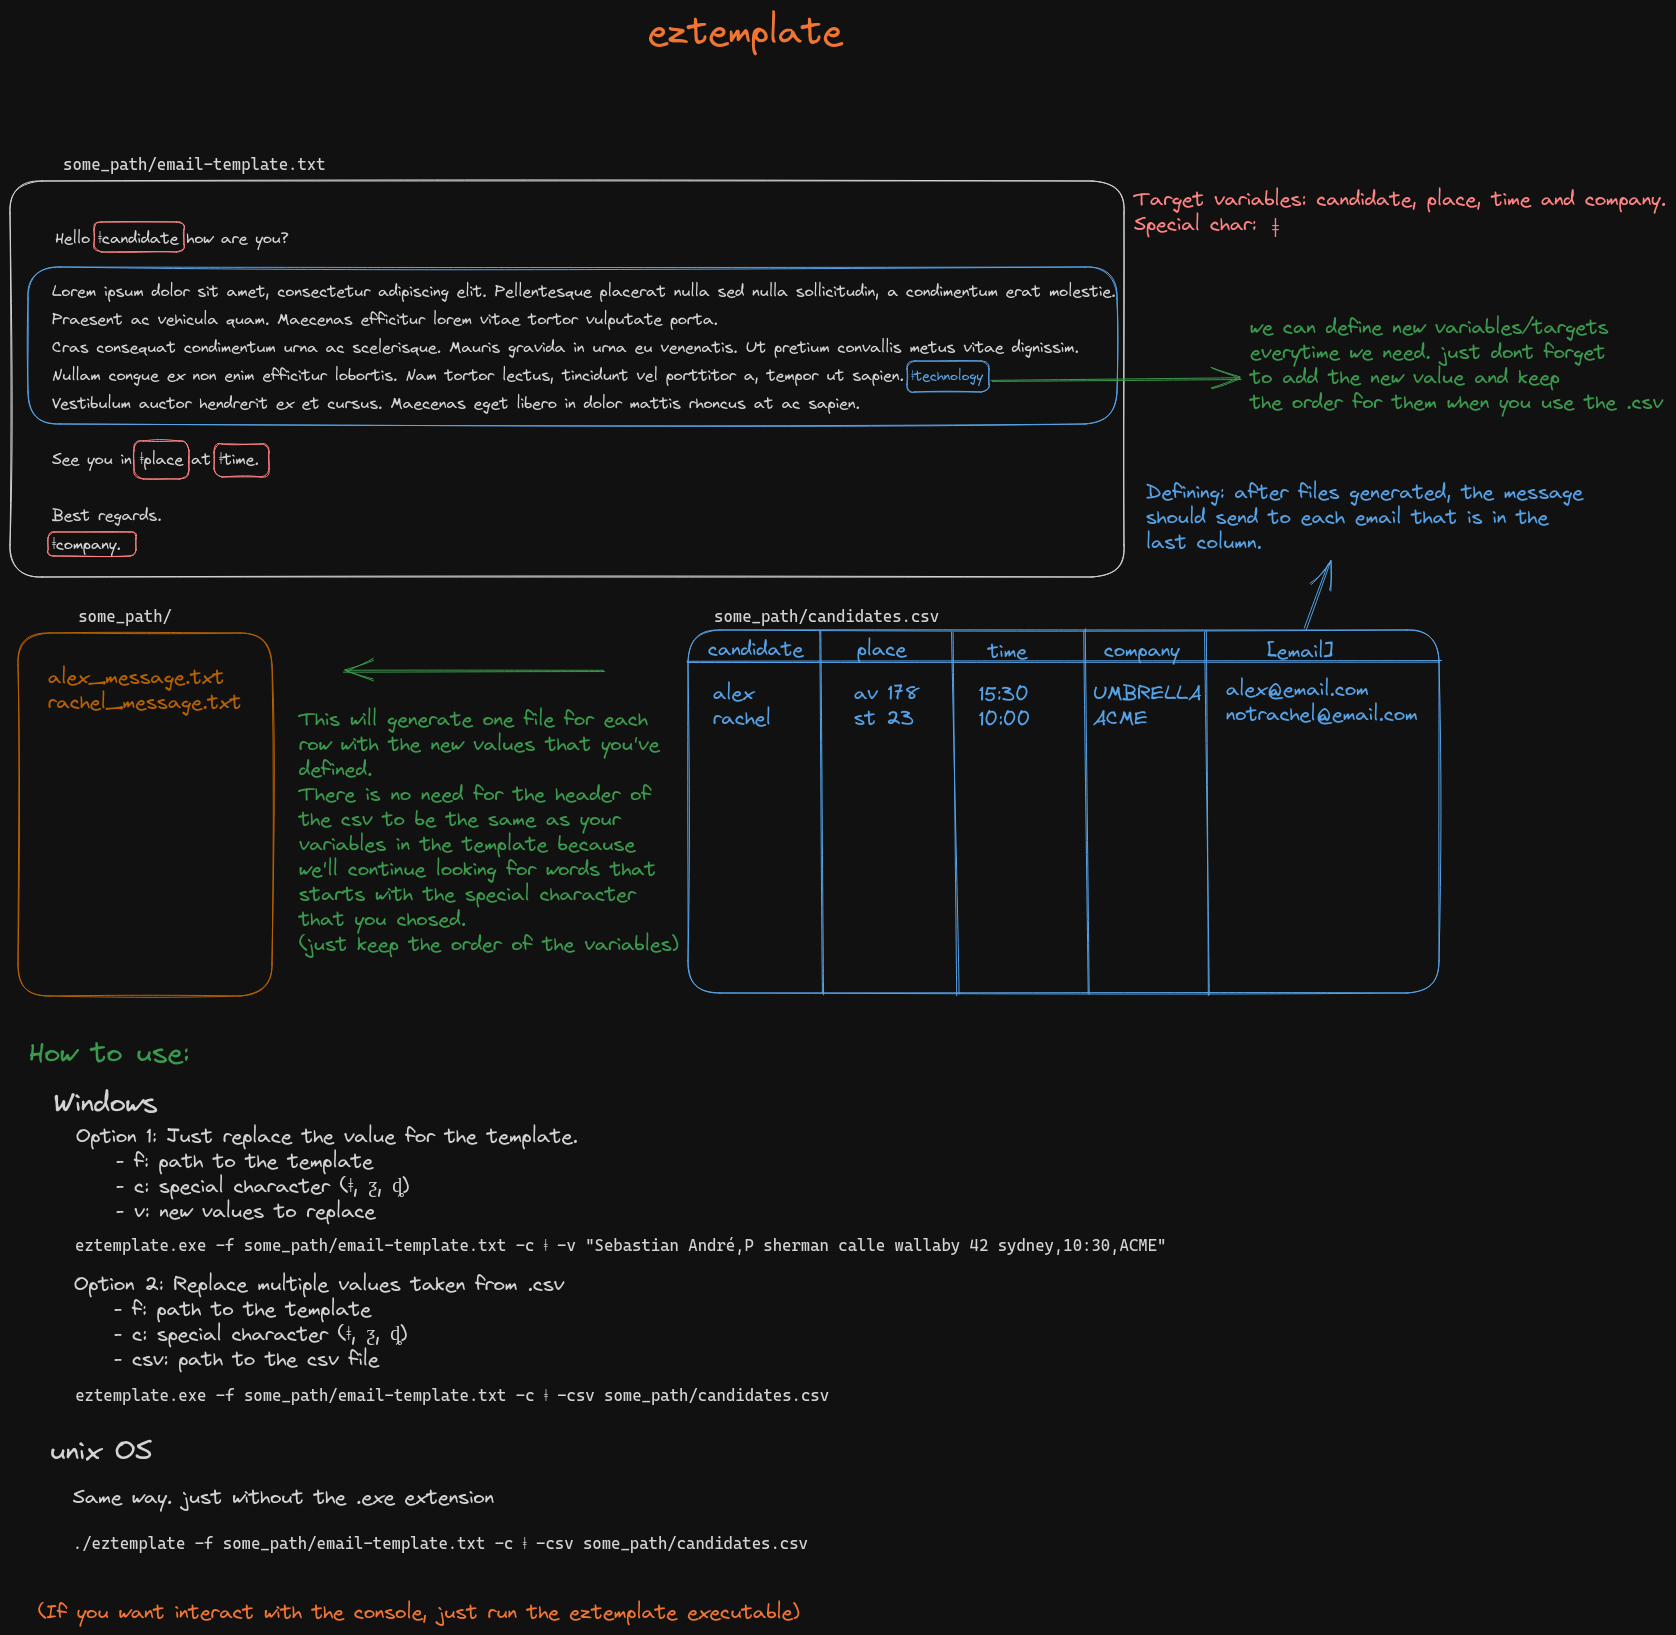 eztemplate
some_path/email-template.txt
Hello ǂcandidate how are you?
Lorem ipsum dolor sit amet, consectetur adipiscing elit. Pellentesque placerat nulla sed nulla sollicitudin, a condimentum erat molestie.
Praesent ac vehicula quam. Maecenas efficitur lorem vitae tortor vulputate porta.
Cras consequat condimentum urna ac scelerisque. Mauris gravida in urna eu venenatis. Ut pretium convallis metus vitae dignissim.
Nullam congue ex non enim efficitur lobortis. Nam tortor lectus, tincidunt vel porttitor a, tempor ut sapien. ǂtechnology
Vestibulum auctor hendrerit ex et cursus. Maecenas eget libero in dolor mattis rhoncus at ac sapien.
See you in ǂplace at ǂtime.
Best regards.
ǂcompany.
Target variables: candidate, place, time and company.
Special char: ǂ
we can define new variables/targets
everytime we need. just dont forget
to add the new value and keep
the order for them when you use the .csv
Defining: after files generated, the message
should send to each email that is in the
last column.
some_path/
alex_message.txt
rachel_message.txt
This will generate one file for each
row with the new values that you've
defined.
There is no need for the header of
the csv to be the same as your
variables in the template because
we'll continue looking for words that
starts with the special character
that you chosed.
(just keep the order of the variables)
some_path/candidates.csv
candidate place time company [email]
alex av 178 15:30 UMBRELLA alex@email.com
rachel st 23 10:00 ACME notrachel@email.com
How to use:
Windows
Option 1: Just replace the value for the template.
- f: path to the template
- c: special character (ǂ, ƺ, ȡ)
- v: new values to replace
eztemplate.exe -f some_path/email-template.txt -c ǂ -v "Sebastian André,P sherman calle wallaby 42 sydney,10:30,ACME"
Option 2: Replace multiple values taken from .csv
- f: path to the template
- c: special character (ǂ, ƺ, ȡ)
- csv: path to the csv file
eztemplate.exe -f some_path/email-template.txt -c ǂ -csv some_path/candidates.csv
unix OS
Same way. just without the .exe extension
./eztemplate -f some_path/email-template.txt -c ǂ -csv some_path/candidates.csv
(If you want interact with the console, just run the eztemplate executable)